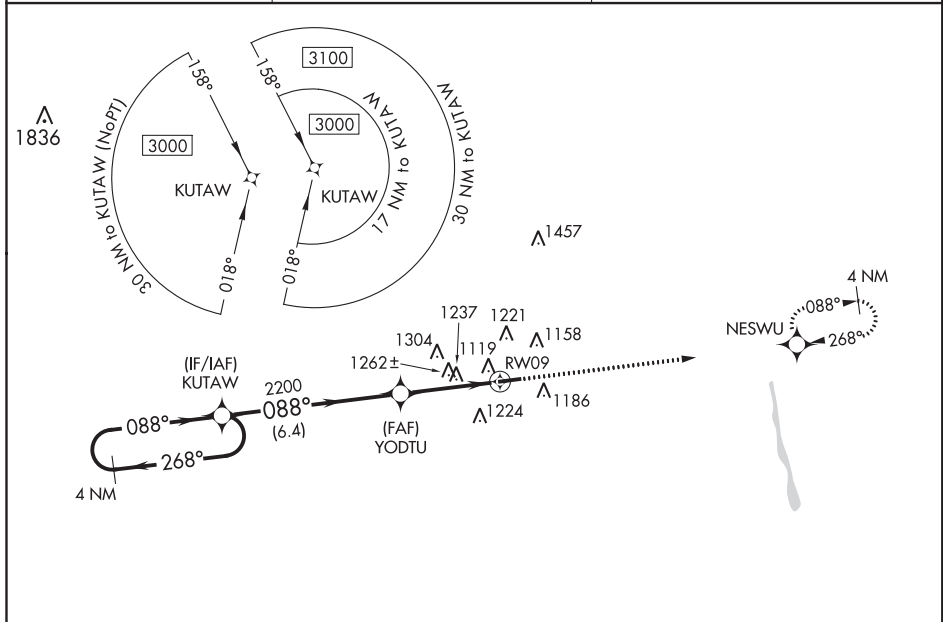 158°
30 NM to KUTAW (NoPT)
3000
KUTAW
018°
158°
3100
3000
KUTAW
17 NM to KUTAW
30 NM to KUTAW
018°
1836
1457
4 NM
088°
NESWU
268°
1237
1221
1304
1119
1158
1262±
RW09
(IF/IAF)
KUTAW
2200
088°
088°
(6.4)
1186
1224
(FAF)
YODTU
268°
4 NM